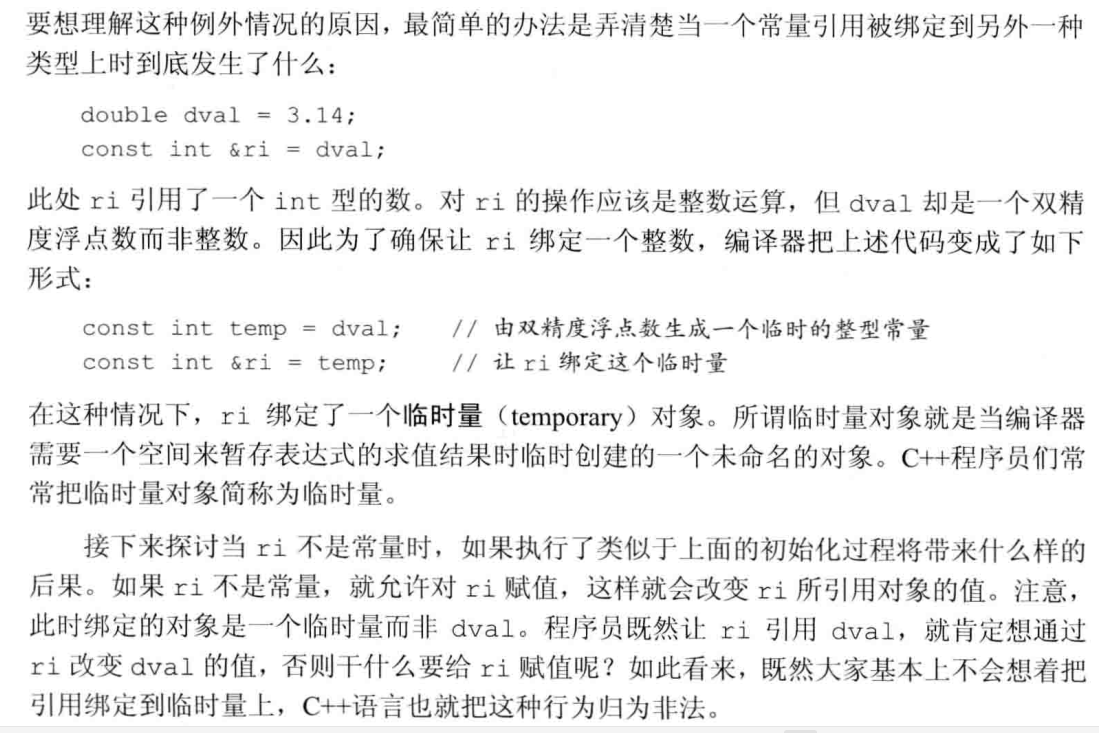 要想理解这种例外情况的原因，最简单的办法是弄清楚当一个常量引用被绑定到另外一种
类型上时到底发生了什么：
double dval = 3.14;
const int &ri = dval;
此处 ri 引用了一个 int 型的数。对 ri 的操作应该是整数运算，但 dval 却是一个双精
度浮点数而非整数。因此为了确保让 ri 绑定一个整数，编译器把上述代码变成了如下
形式：
const int temp = dval; // 由双精度浮点数生成一个临时的整型常量
const int &ri = temp; // 让 ri 绑定这个临时量
在这种情况下，ri 绑定了一个临时量（temporary）对象。所谓临时量对象就是当编译器
需要一个空间来暂存表达式的求值结果时临时创建的一个未命名的对象。C++程序员们常
常把临时量对象简称为临时量。
接下来探讨当 ri 不是常量时，如果执行了类似于上面的初始化过程将带来什么样的
后果。如果 ri 不是常量，就允许对 ri 赋值，这样就会改变 ri 所引用对象的值。注意，
此时绑定的对象是一个临时量而非 dval。程序员既然让 ri 引用 dval，就肯定想通过
ri 改变 dval 的值，否则干什么要给 ri 赋值呢？如此看来，既然大家基本上不会想着把
引用绑定到临时量上，C++语言也就把这种行为归为非法。